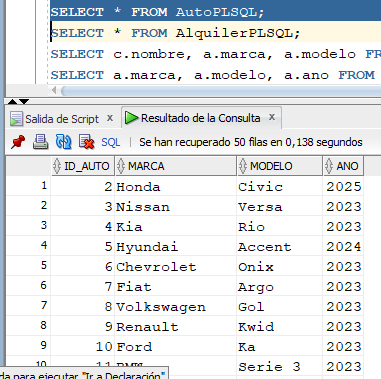 SELECT * FROM AutoPLSQL;
SELECT * FROM AlquilerPLSQL;
SELECT c.nombre, a.marca, a.modelo
SELECT a.marca, a.modelo, a.ano FROM
Salida de Script x Resultado de la Consulta x
SQL | Se han recuperado 50 filas en 0,138 segundos
ID_AUTO MARCA MODELO ANO
1 2 Honda Civic 2025
2 3 Nissan Versa 2023
3 4 Kia Rio 2023
4 5 Hyundai Accent 2024
5 6 Chevrolet Onix 2023
6 7 Fiat Argo 2023
7 8 Volkswagen Gol 2023
8 9 Renault Kwid 2023
9 10 Ford Ka 2023
10 11 BMW Serie 3 2023
da para ejecutar "Ir a Declaración"